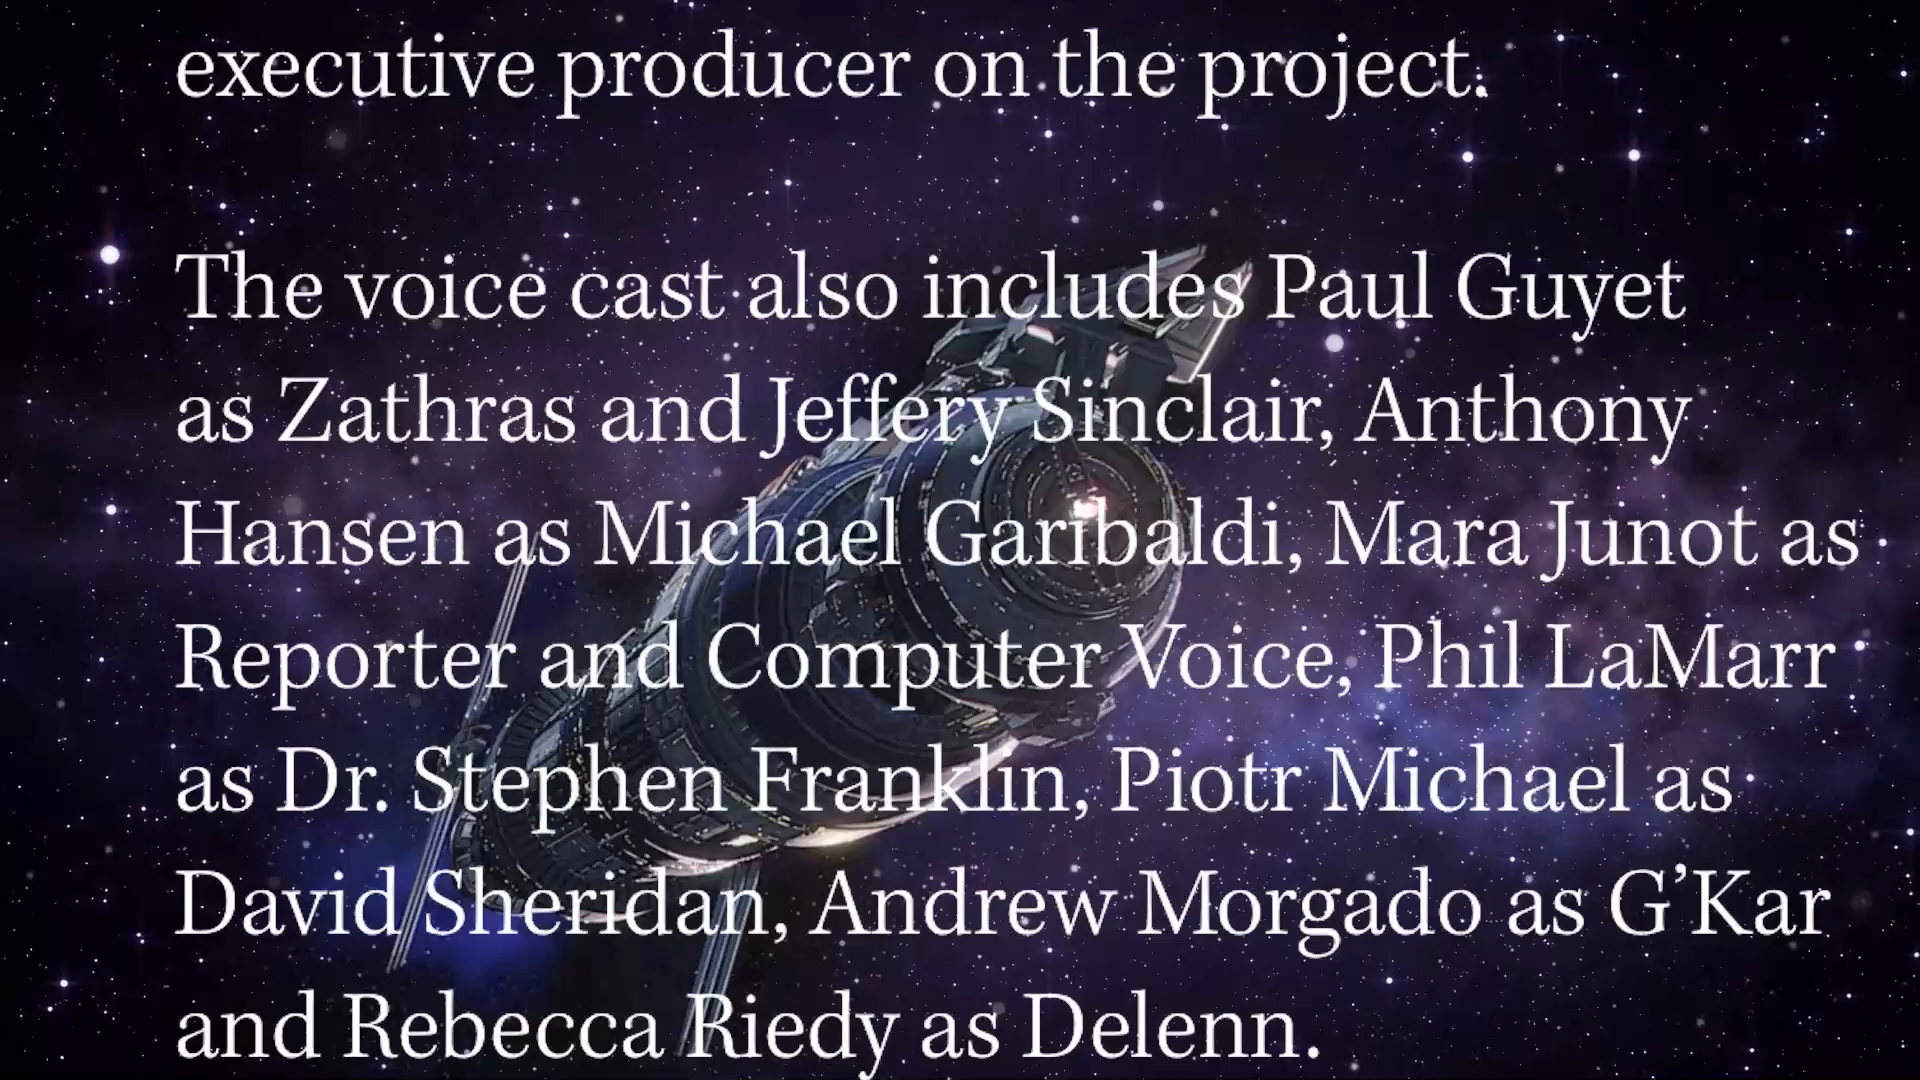 executive producer on the project.
The voice cast also includes Paul Guyet
as Zathras and Jeffery Sinclair, Anthony
Hansen as Michael Garibaldi, Mara Junot as
Reporter and Computer Voice, Phil LaMarr
as Dr. Stephen Franklin, Piotr Michael as
David Sheridan, Andrew Morgado as G’Kar
and Rebecca Riedy as Delenn.